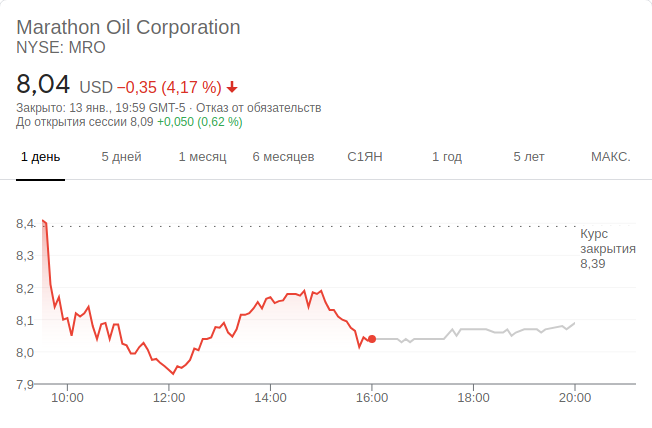 Marathon Oil Corporation
NYSE: MRO
8,04 USD −0,35 (4,17 %)
Закрыто: 13 янв., 19:59 GMT-5 · Отказ от обязательств
До открытия сессии 8,09 +0,050 (0,62 %)
1 день 5 дней 1 месяц 6 месяцев С1ЯН 1 год 5 лет МАКС.
8,4
Курс
закрытия
8,39
8,3
8,2
8,1
8,0
7,9
10:00 12:00 14:00 16:00 18:00 20:00